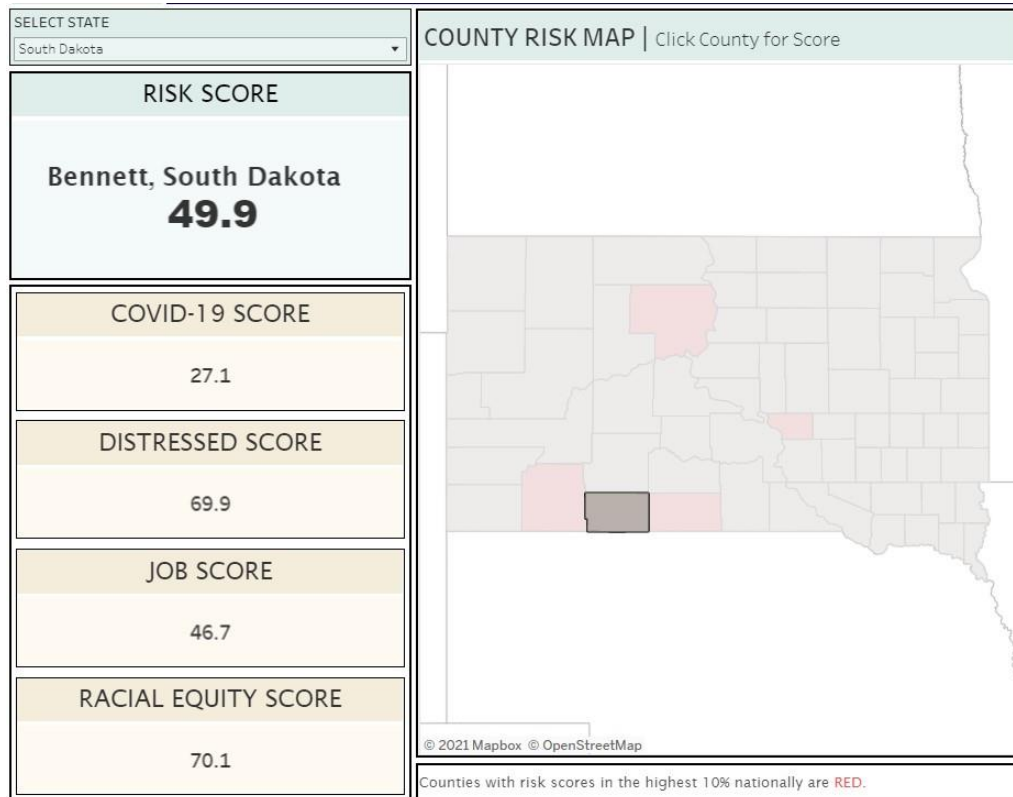 SELECT STATE
South Dakota
RISK SCORE
Bennett, South Dakota
49.9
COVID-19 SCORE
27.1
DISTRESSED SCORE
69.9
JOB SCORE
46.7
RACIAL EQUITY SCORE
70.1
COUNTY RISK MAP | Click County for Score
© 2021 Mapbox © OpenStreetMap
Counties with risk scores in the highest 10% nationally are RED.